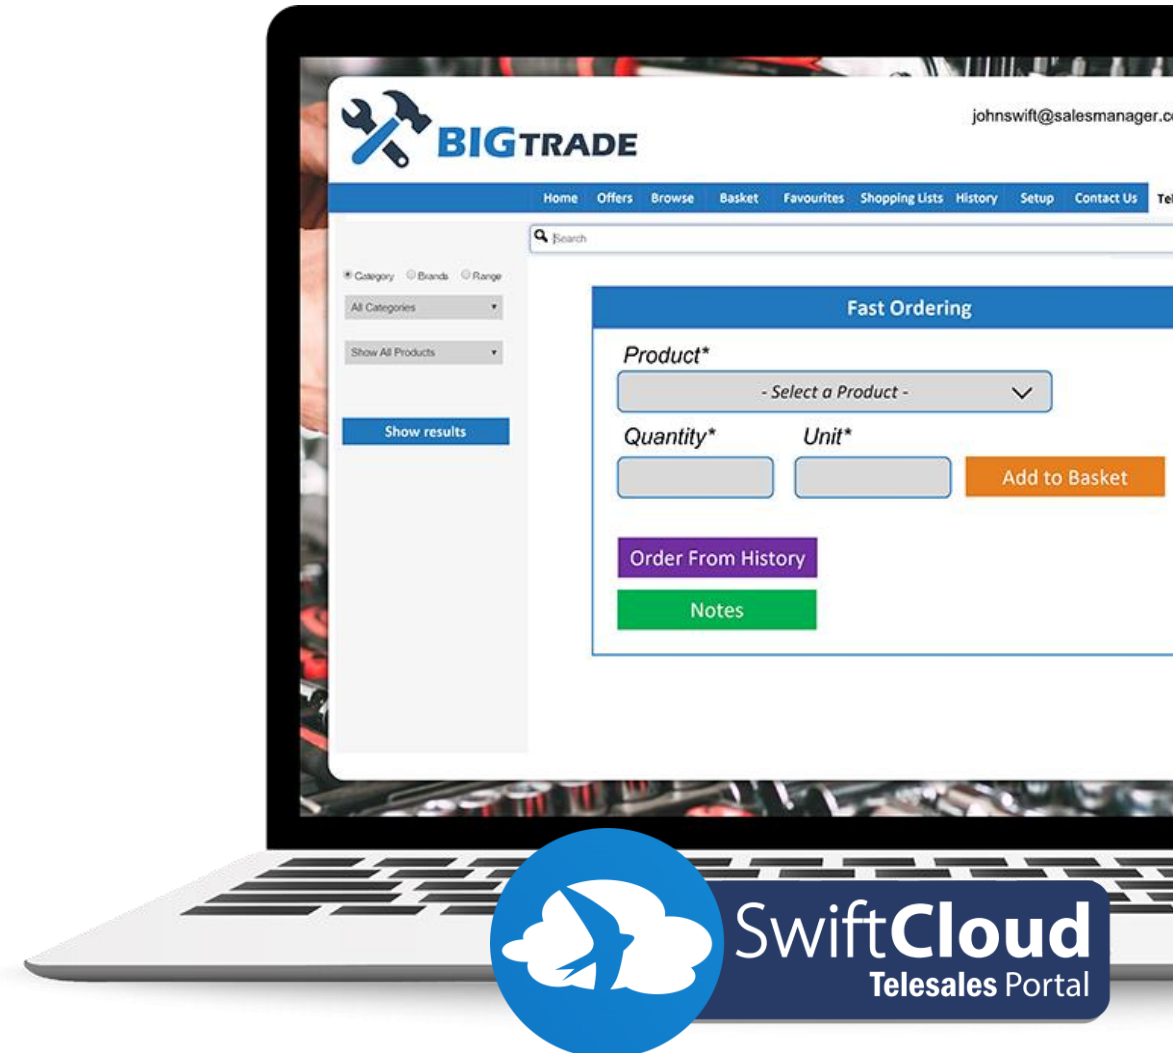 BIGTRADE
johnswift@salesmanager.c
Home Offers Browse Basket Favourites Shopping Lists History Setup Contact Us Tel
Search
Category Brands Range
All Categories
Show All Products
Show results
Fast Ordering
Product*
- Select a Product -
Quantity* Unit*
Add to Basket
Order From History
Notes
SwiftCloud
Telesales Portal